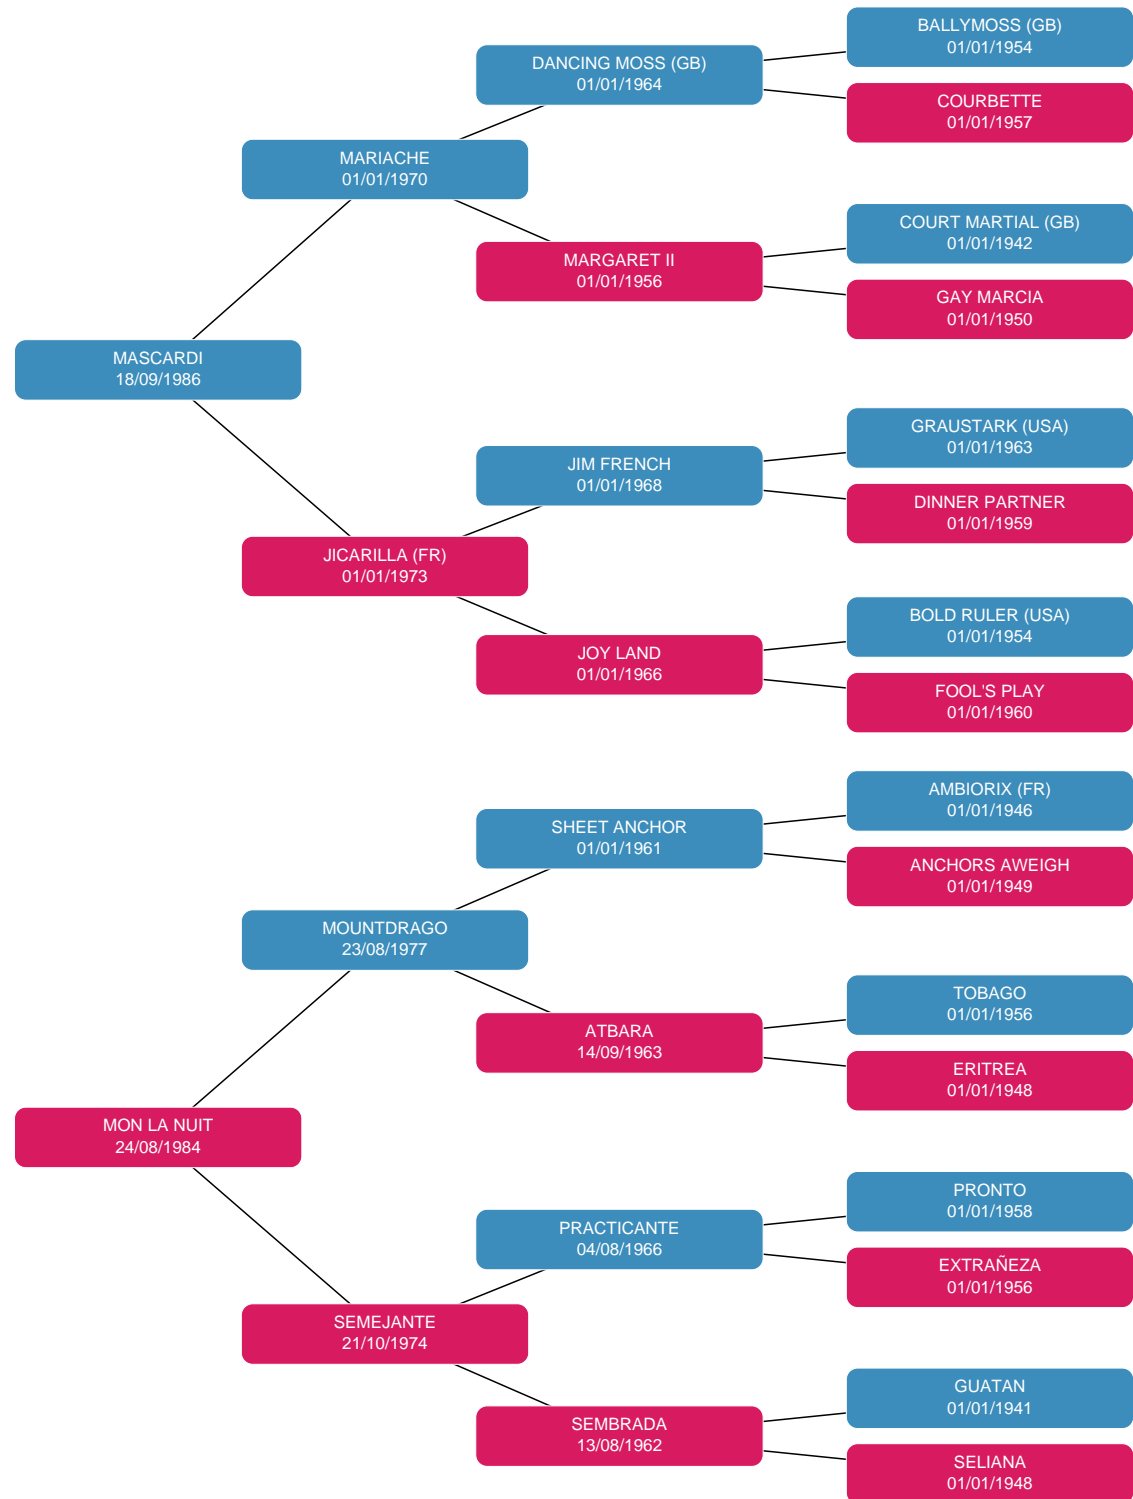 BALLYMOSS (GB)
01/01/1954
DANCING MOSS (GB)
01/01/1964
COURBETTE
01/01/1957
MARIACHE
01/01/1970
COURT MARTIAL (GB)
01/01/1942
MARGARET II
01/01/1956
GAY MARCIA
01/01/1950
MASCARDI
18/09/1986
GRAUSTARK (USA)
01/01/1963
JIM FRENCH
01/01/1968
DINNER PARTNER
01/01/1959
JICARILLA (FR)
01/01/1973
BOLD RULER (USA)
01/01/1954
JOY LAND
01/01/1966
FOOL'S PLAY
01/01/1960
AMBIORIX (FR)
01/01/1946
SHEET ANCHOR
01/01/1961
ANCHORS AWEIGH
01/01/1949
MOUNTDRAGO
23/08/1977
TOBAGO
01/01/1956
ATBARA
14/09/1963
ERITREA
01/01/1948
MON LA NUIT
24/08/1984
PRONTO
01/01/1958
PRACTICANTE
04/08/1966
EXTRAÑEZA
01/01/1956
SEMEJANTE
21/10/1974
GUATAN
01/01/1941
SEMBRADA
13/08/1962
SELIANA
01/01/1948